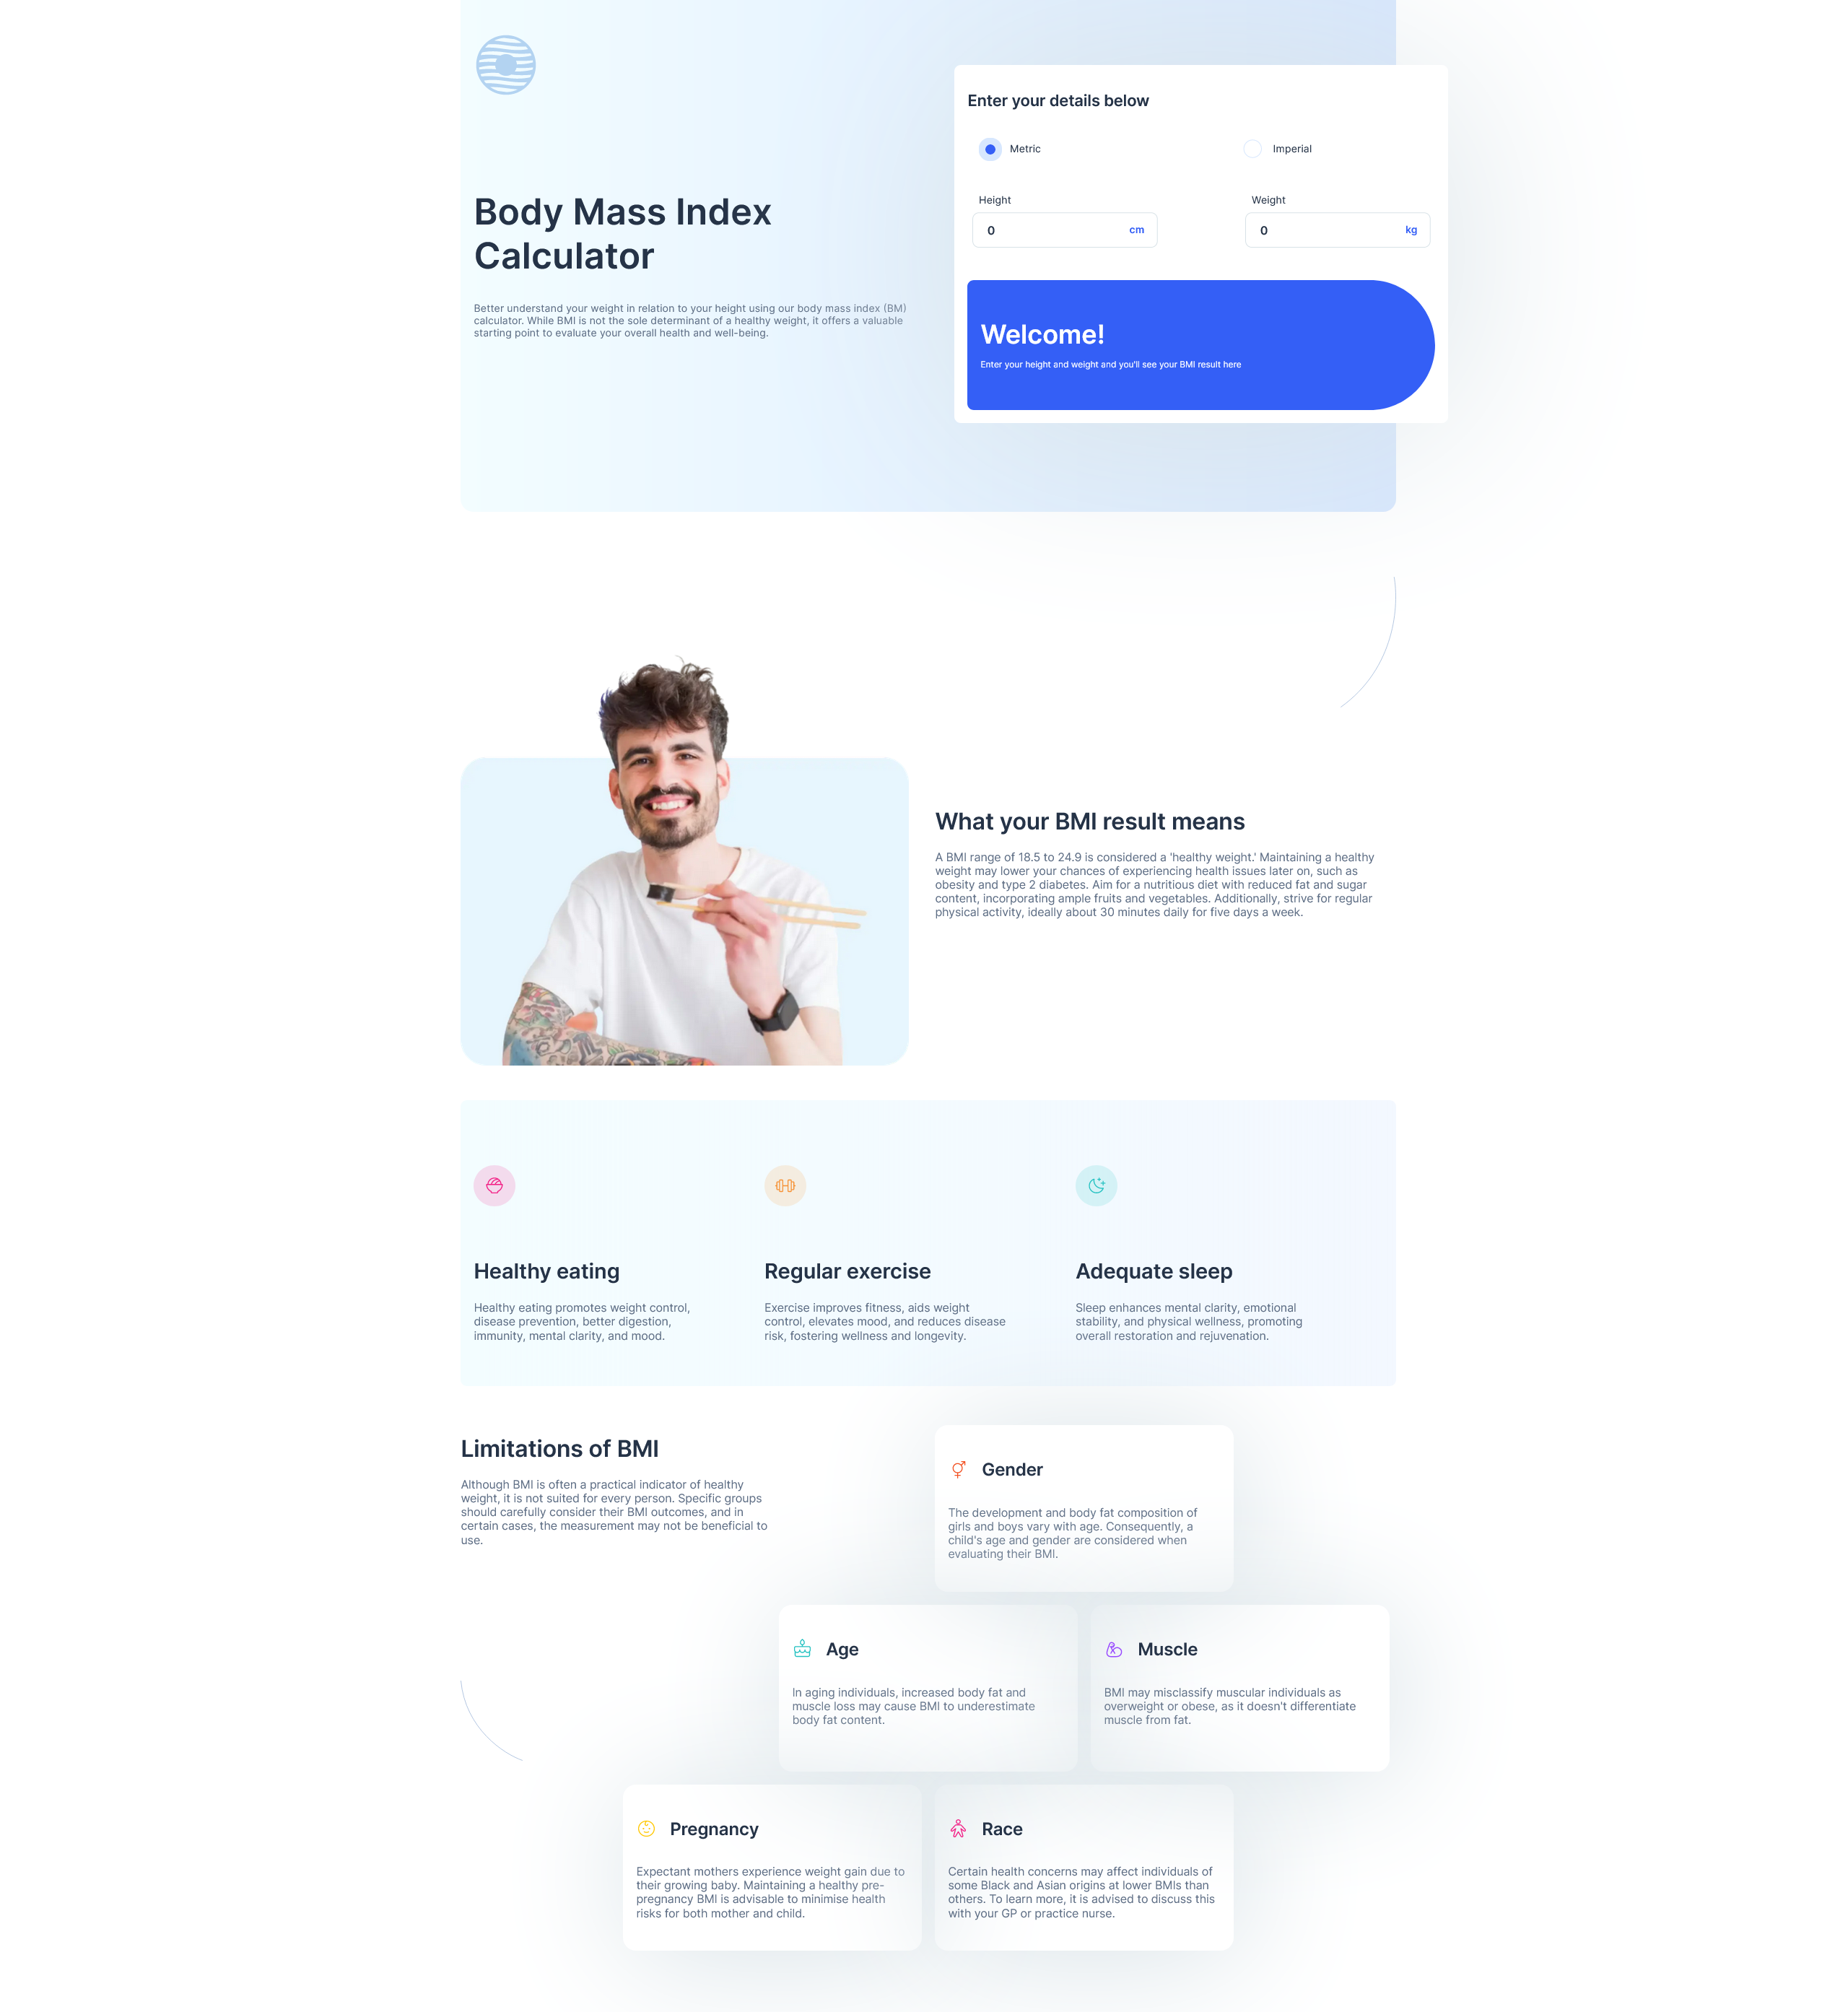 Body Mass Index
Calculator
Better understand your weight in relation to your height using our body mass index (BM)
calculator. While BMI is not the sole determinant of a healthy weight, it offers a valuable
starting point to evaluate your overall health and well-being.
Enter your details below
Metric
Imperial
Height
Weight
0 cm
0 kg
Welcome!
Enter your height and weight and you'll see your BMI result here
What your BMI result means
A BMI range of 18.5 to 24.9 is considered a 'healthy weight.' Maintaining a healthy
weight may lower your chances of experiencing health issues later on, such as
obesity and type 2 diabetes. Aim for a nutritious diet with reduced fat and sugar
content, incorporating ample fruits and vegetables. Additionally, strive for regular
physical activity, ideally about 30 minutes daily for five days a week.
Healthy eating
Healthy eating promotes weight control,
disease prevention, better digestion,
immunity, mental clarity, and mood.
Regular exercise
Exercise improves fitness, aids weight
control, elevates mood, and reduces disease
risk, fostering wellness and longevity.
Adequate sleep
Sleep enhances mental clarity, emotional
stability, and physical wellness, promoting
overall restoration and rejuvenation.
Limitations of BMI
Although BMI is often a practical indicator of healthy
weight, it is not suited for every person. Specific groups
should carefully consider their BMI outcomes, and in
certain cases, the measurement may not be beneficial to
use.
Gender
The development and body fat composition of
girls and boys vary with age. Consequently, a
child's age and gender are considered when
evaluating their BMI.
Age
In aging individuals, increased body fat and
muscle loss may cause BMI to underestimate
body fat content.
Muscle
BMI may misclassify muscular individuals as
overweight or obese, as it doesn't differentiate
muscle from fat.
Pregnancy
Expectant mothers experience weight gain due to
their growing baby. Maintaining a healthy pre-
pregnancy BMI is advisable to minimise health
risks for both mother and child.
Race
Certain health concerns may affect individuals of
some Black and Asian origins at lower BMIs than
others. To learn more, it is advised to discuss this
with your GP or practice nurse.